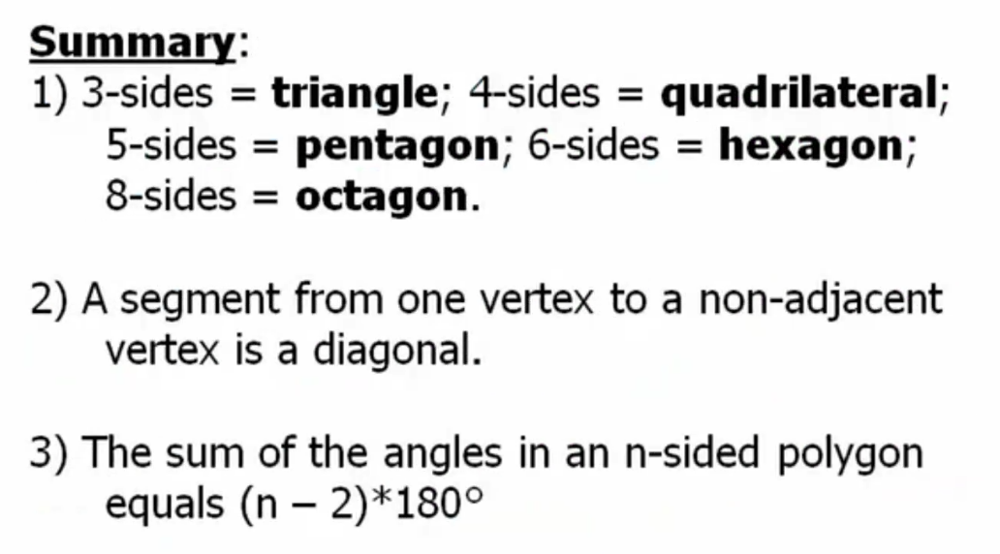 Summary:
1) 3-sides = triangle; 4-sides = quadrilateral;
5-sides = pentagon; 6-sides = hexagon;
8-sides = octagon.
2) A segment from one vertex to a non-adjacent
vertex is a diagonal.
3) The sum of the angles in an n-sided polygon
equals (n – 2)*180°